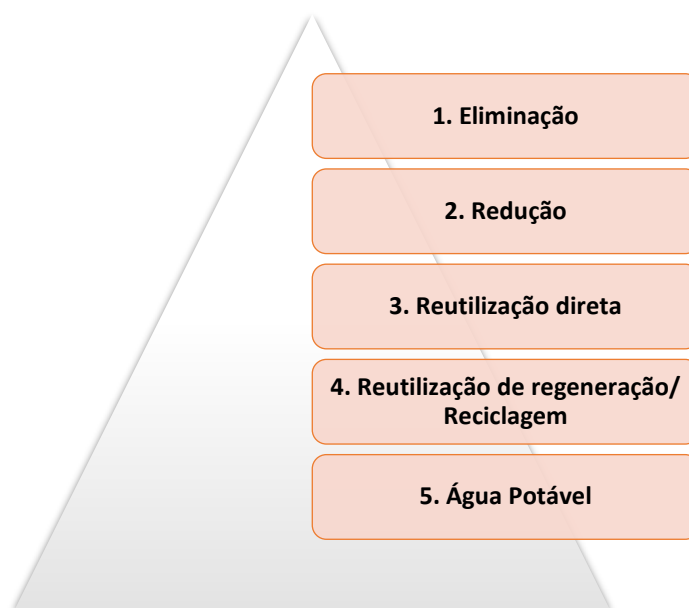 1. Eliminação
2. Redução
3. Reutilização direta
4. Reutilização de regeneração/
Reciclagem
5. Água Potável